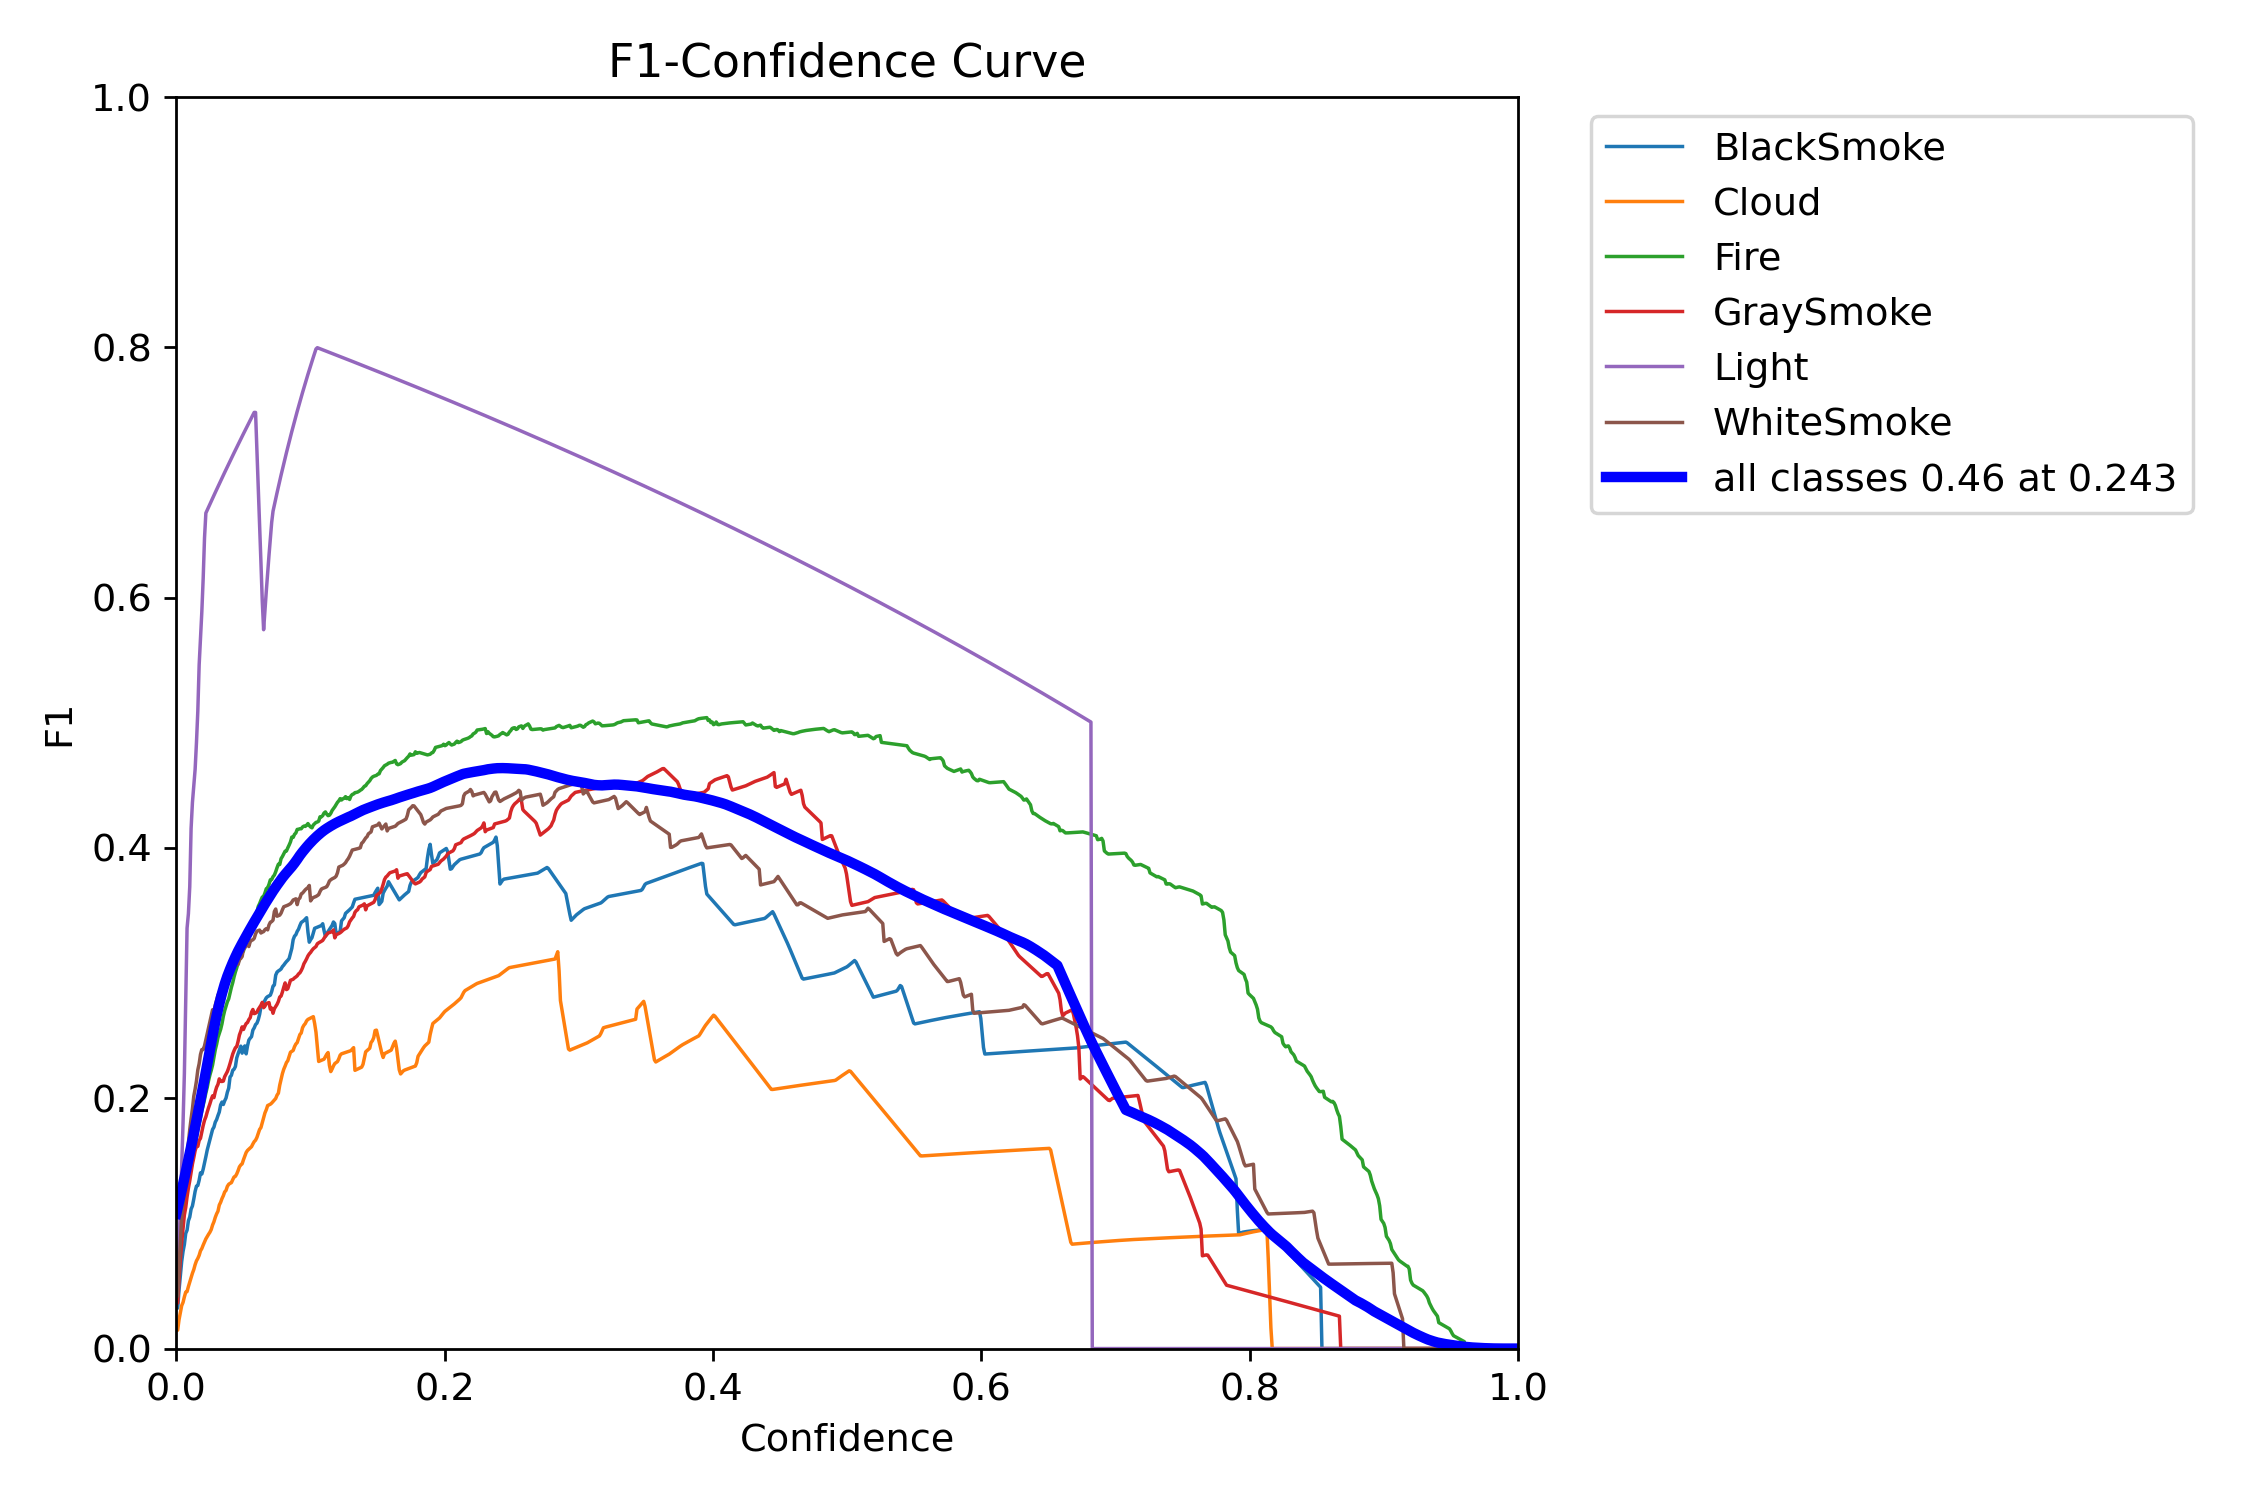 F1-Confidence Curve
1.0
0.8
0.6
0.4
0.2
0.0
F1
0.0 0.2 0.4 0.6 0.8 1.0
Confidence
BlackSmoke
Cloud
Fire
GraySmoke
Light
WhiteSmoke
all classes 0.46 at 0.243